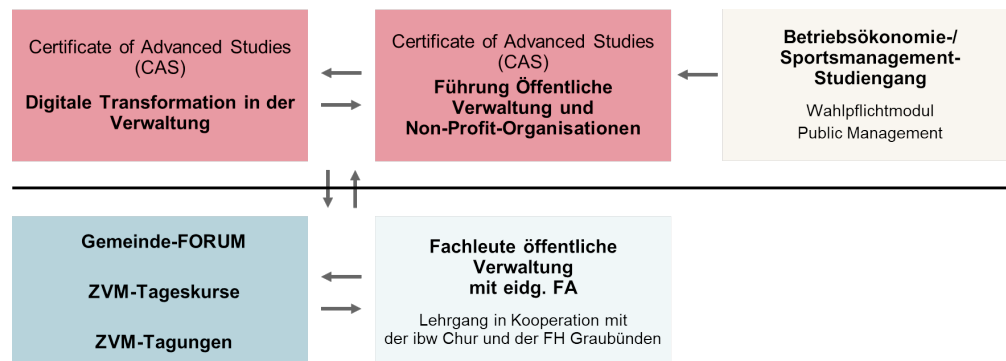 Certificate of Advanced Studies
(CAS)
Digitale Transformation in der
Verwaltung
Certificate of Advanced Studies
(CAS)
Führung Öffentliche
Verwaltung und
Non-Profit-Organisationen
Betriebsökonomie-/
Sportsmanagement-
Studiengang
Wahlpflichtmodul
Public Management
Gemeinde-FORUM
ZVM-Tageskurse
ZVM-Tagungen
Fachleute öffentliche
Verwaltung
mit eidg. FA
Lehrgang in Kooperation mit
der ibw Chur und der FH Graubünden